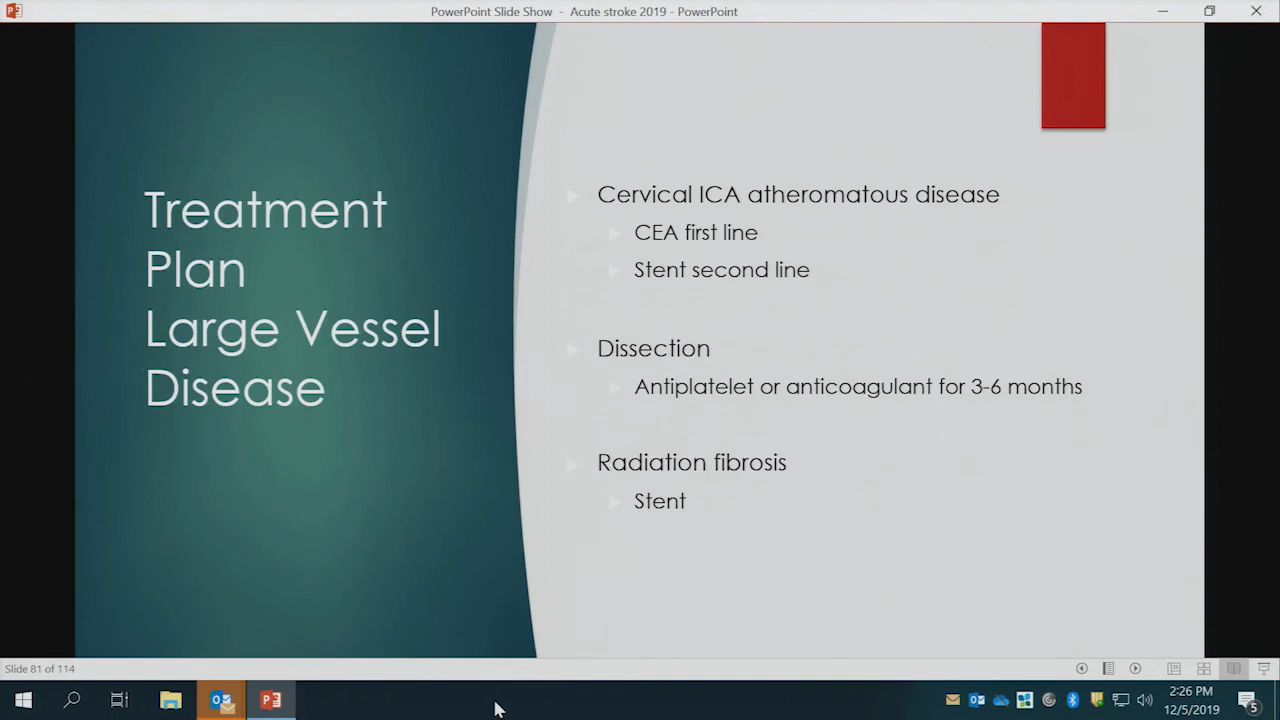 PowerPoint Slide Show - Acute stroke 2019 - PowerPoint
Treatment
Plan
Large Vessel
Disease
Cervical ICA atheromatous disease
CEA first line
Stent second line
Dissection
Antiplatelet or anticoagulant for 3-6 months
Radiation fibrosis
Stent
Slide 81 of 114
2:26 PM
12/5/2019
5